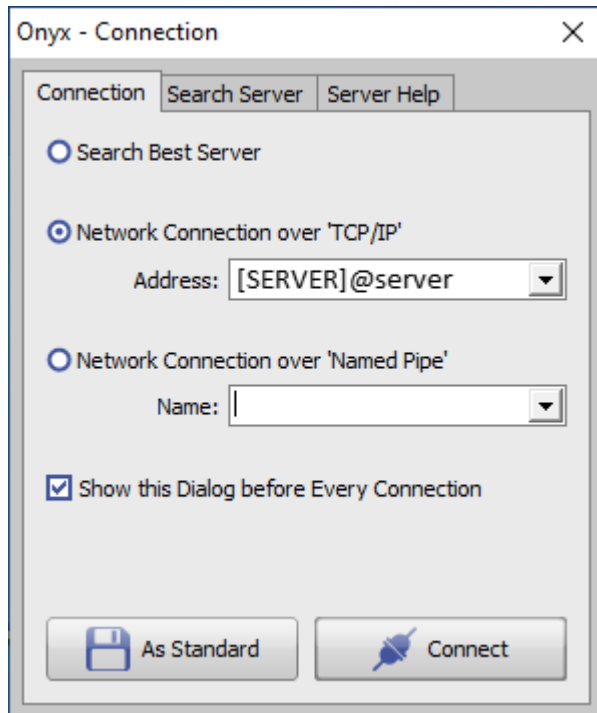 Onyx - Connection
Connection Search Server Server Help
Search Best Server
Network Connection over 'TCP/IP'
Address: [SERVER]@server
Network Connection over 'Named Pipe'
Name:
Show this Dialog before Every Connection
As Standard Connect